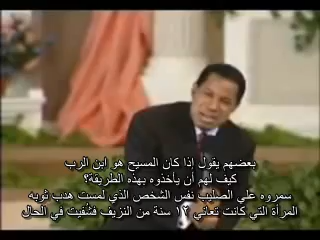 بعضهم يقول إذا كان المسيح هو ابن الرب
كيف لهم أن يأخذوه بهذه الطريقة؟
سمروه علي الصليب نفس الشخص الذي لمست هدب ثوبه
المرأة التي كانت تعاني ١٢ سنة من النزيف فشفيت في الحال